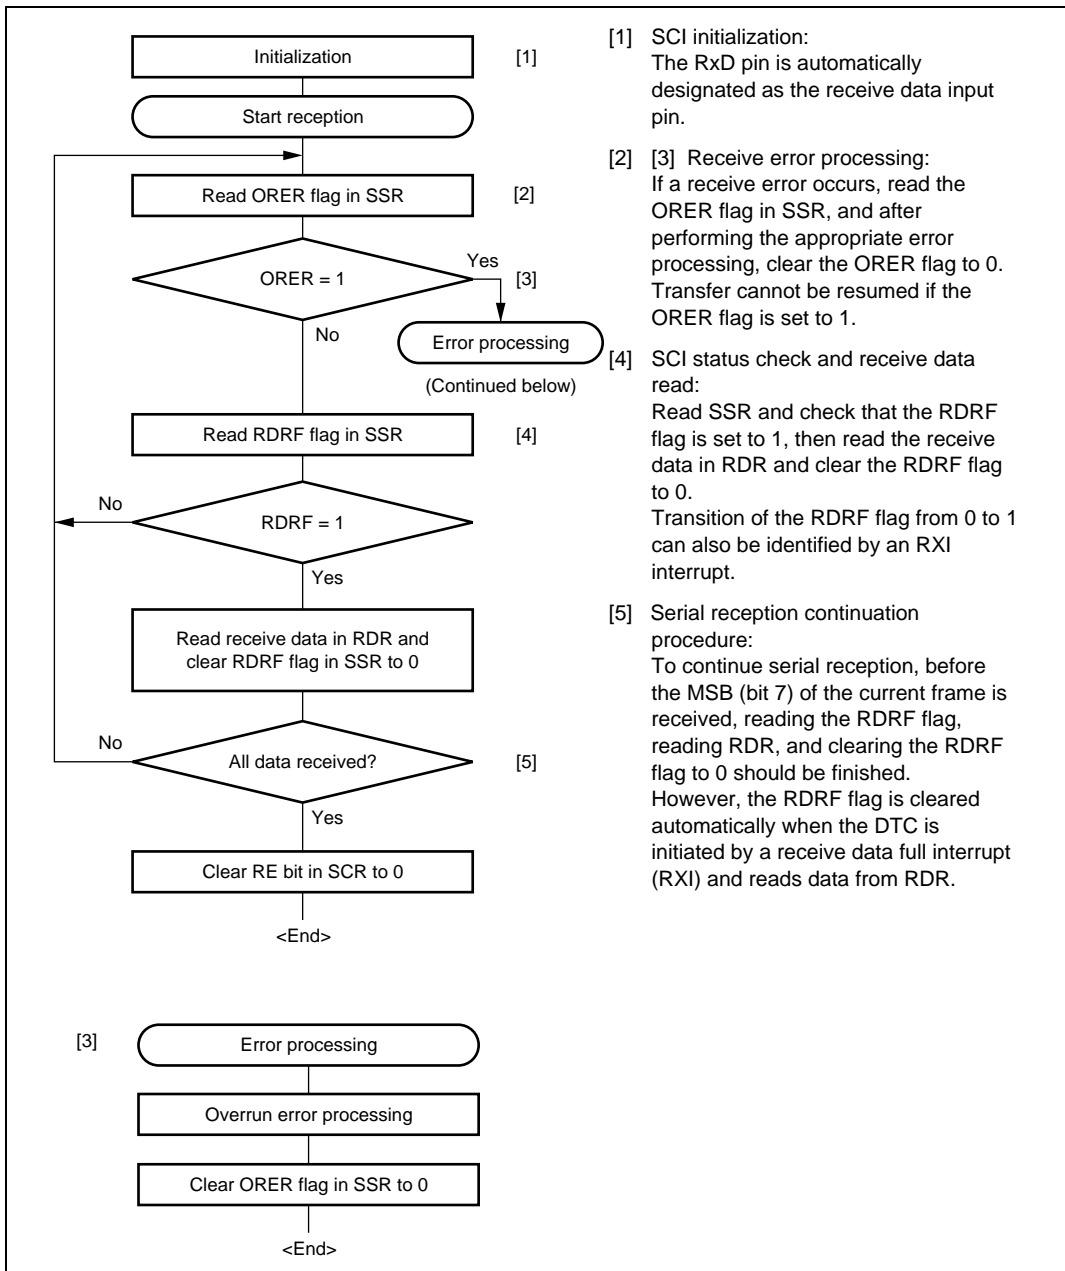 Initialization
[1]
Start reception
Read ORER flag in SSR
[2]
ORER = 1
Yes
[3]
No
Error processing
(Continued below)
Read RDRF flag in SSR
[4]
No
RDRF = 1
Yes
Read receive data in RDR and
clear RDRF flag in SSR to 0
No
All data received?
[5]
Yes
Clear RE bit in SCR to 0
<End>
[3]
Error processing
Overrun error processing
Clear ORER flag in SSR to 0
<End>
[1] SCI initialization:
The RxD pin is automatically
designated as the receive data input
pin.
[2] [3] Receive error processing:
If a receive error occurs, read the
ORER flag in SSR, and after
performing the appropriate error
processing, clear the ORER flag to 0.
Transfer cannot be resumed if the
ORER flag is set to 1.
[4] SCI status check and receive data
read:
Read SSR and check that the RDRF
flag is set to 1, then read the receive
data in RDR and clear the RDRF flag
to 0.
Transition of the RDRF flag from 0 to 1
can also be identified by an RXI
interrupt.
[5] Serial reception continuation
procedure:
To continue serial reception, before
the MSB (bit 7) of the current frame is
received, reading the RDRF flag,
reading RDR, and clearing the RDRF
flag to 0 should be finished.
However, the RDRF flag is cleared
automatically when the DTC is
initiated by a receive data full interrupt
(RXI) and reads data from RDR.